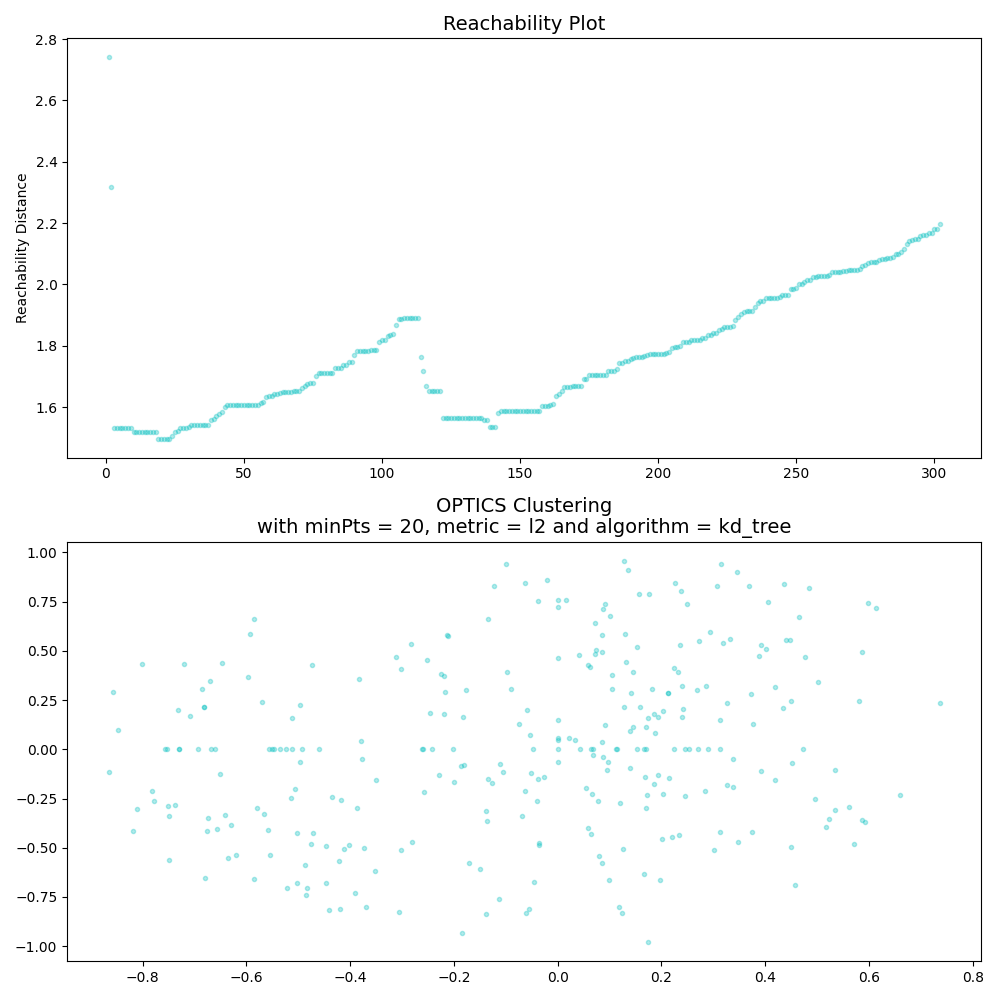 Reachability Plot
2.8
2.6
2.4
2.2
2.0
1.8
1.6
Reachability Distance
0 50 100 150 200 250 300
OPTICS Clustering
with minPts = 20, metric = l2 and algorithm = kd_tree
1.00
0.75
0.50
0.25
0.00
−0.25
−0.50
−0.75
−1.00
−0.8 −0.6 −0.4 −0.2 0.0 0.2 0.4 0.6 0.8